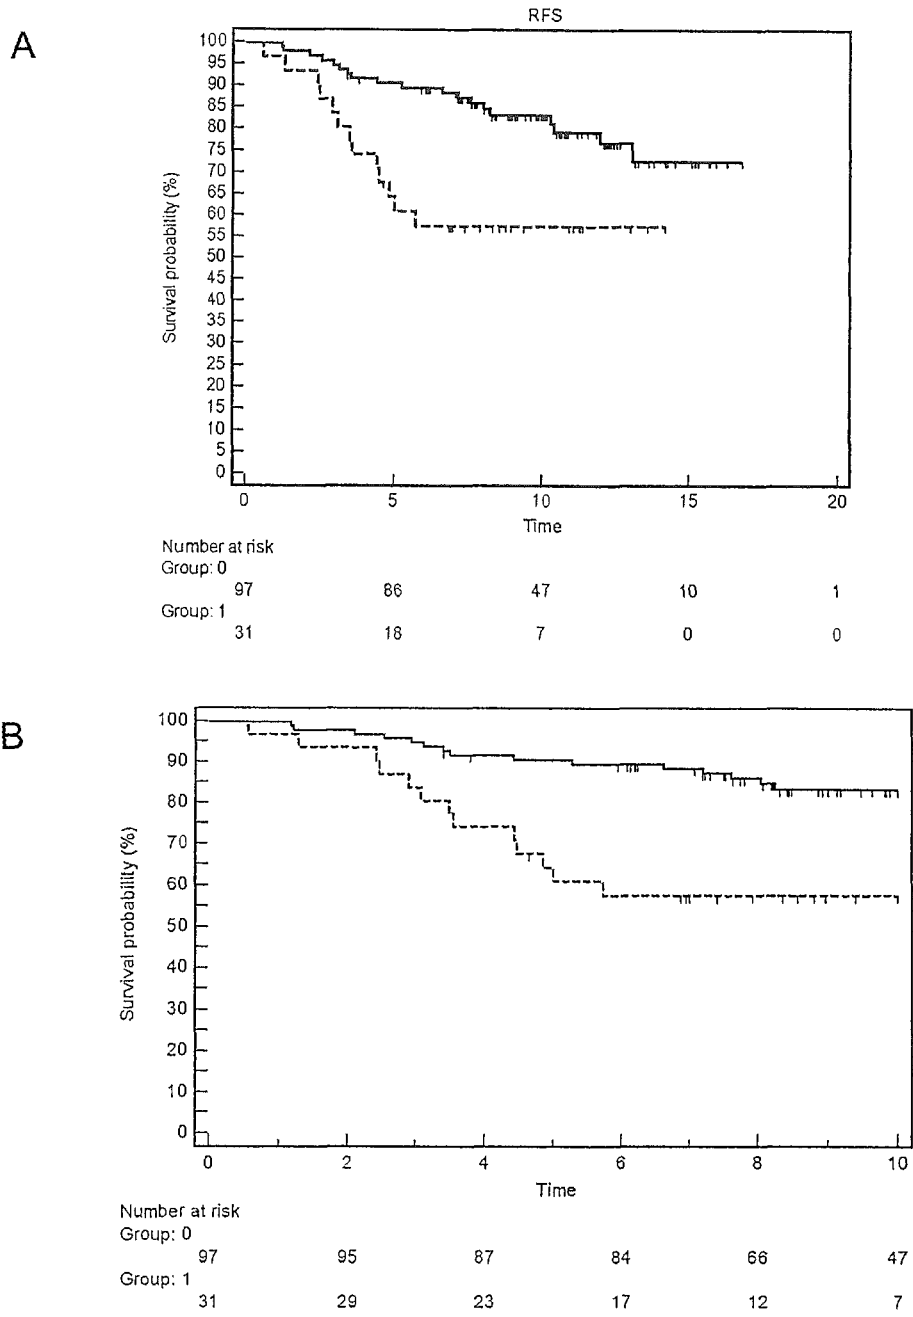 A
RFS
100
95
90
85
80
75
70
65
60
55
50
45
40
35
30
25
20
15
10
5
0
Survival probability (%)
0 5 10 15 20
Time
Number at risk
Group: 0
97 86 47 10 1
Group: 1
31 18 7 0 0
B
100
90
80
70
60
50
40
30
20
10
0
Survival probability (%)
0 2 4 6 8 10
Time
Number at risk
Group: 0
97 95 87 84 66 47
Group: 1
31 29 23 17 12 7